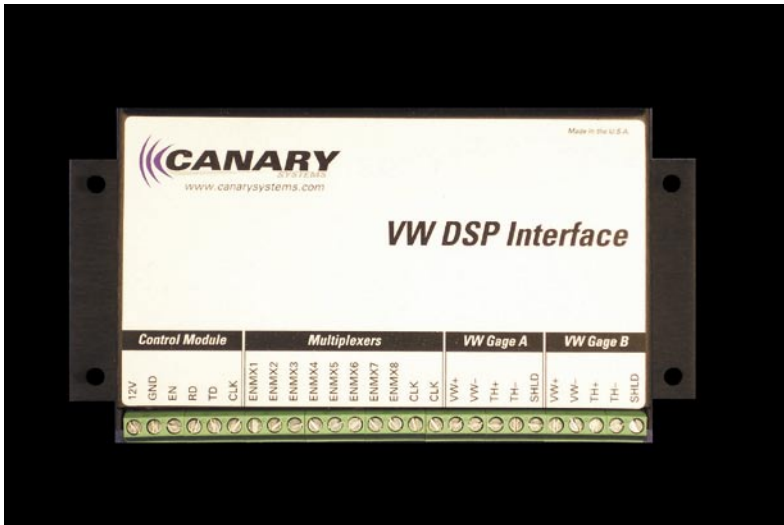 Made in the U.S.A.
CANARY
SYSTEMS
www.canarysystems.com
VW DSP Interface
Control Module Multiplexers VW Gage A VW Gage B
12V GND EN RD TD CLK ENMX1 ENMX2 ENMX3 ENMX4 ENMX5 ENMX6 ENMX7 ENMX8 CLK CLK VW+ VW- TH+ TH- SHLD VW+ VW- TH+ TH- SHLD